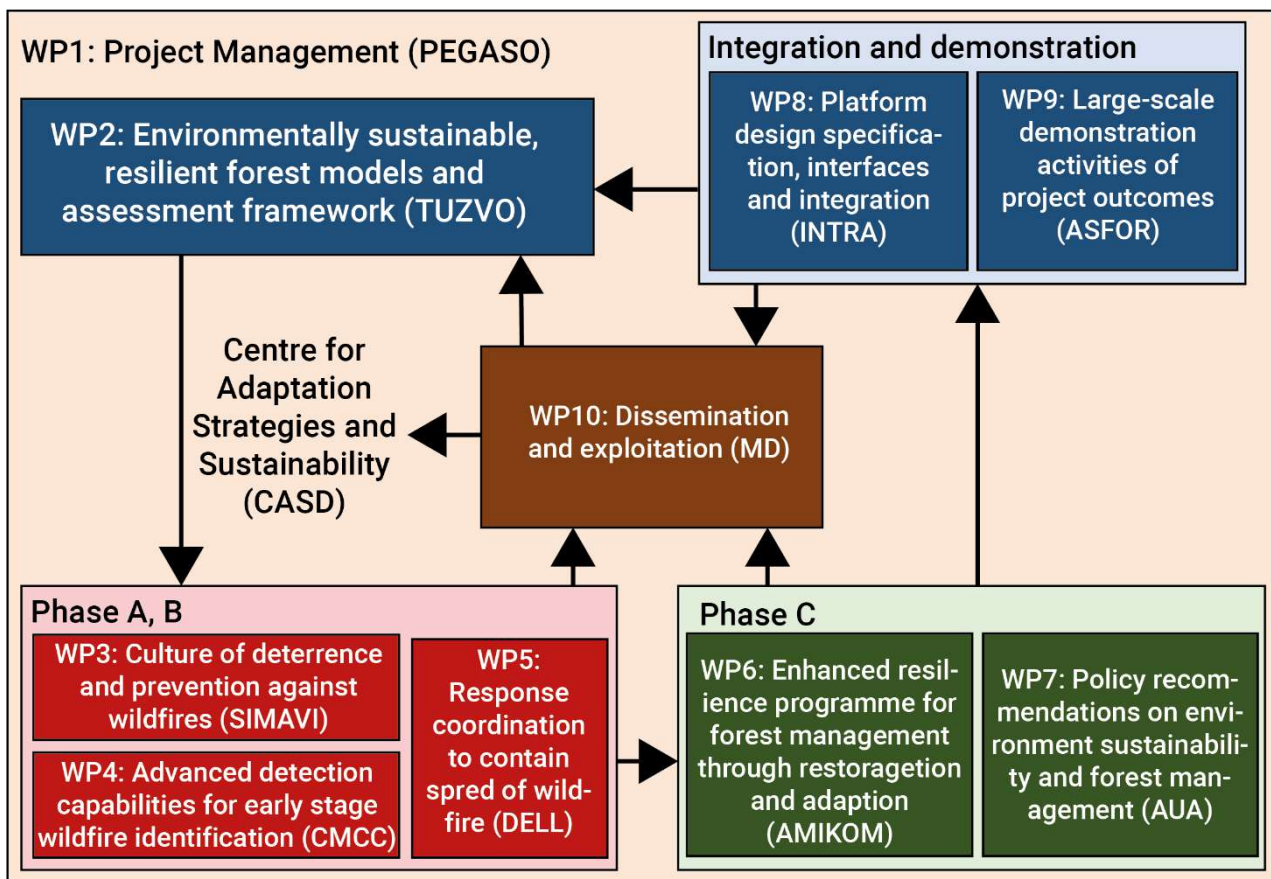 WP1: Project Management (PEGASO)
Integration and demonstration
WP2: Environmentally sustainable,
resilient forest models and
assessment framework (TUZVO)
WP8: Platform
design specifica-
tion, interfaces
and integration
(INTRA)
WP9: Large-scale
demonstration
activities of
project outcomes
(ASFOR)
Centre for
Adaptation
Strategies and
Sustainability
(CASD)
WP10: Dissemination
and exploitation (MD)
Phase A, B
WP3: Culture of deterrence
and prevention against
wildfires (SIMAVI)
WP4: Advanced detection
capabilities for early stage
wildfire identification (CMCC)
WP5:
Response
coordination
to contain
spred of wild-
fire (DELL)
Phase C
WP6: Enhanced resil-
ience programme for
forest management
through restoragetion
and adaption
(AMIKOM)
WP7: Policy recom-
mendations on envi-
ronment sustainabili-
ty and forest man-
agement (AUA)